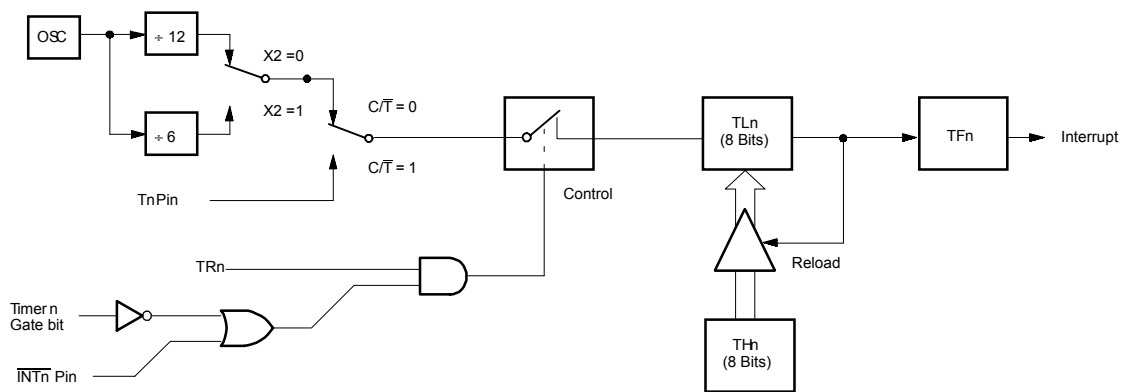 OSC
÷ 12
X2 =0
X2 =1
÷ 6
C/T̅ = 0
C/T̅ = 1
TnPin
Control
TLn
(8 Bits)
TFn
Interrupt
Reload
TRn
Timer n
Gate bit
I̅N̅T̅n̅ Pin
THn
(8 Bits)